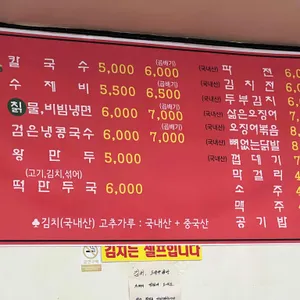 칼국수 5,000 (곱배기) 6,000
수제비 5,500 (곱배기) 6,500
칡 물,비빔냉면 6,000 (곱배기) 7,000
검은냉콩국수 6,000 (곱배기) 7,000
왕만두 5,000
(고기,김치,섞어)
떡만두국 6,000
♠김치(국내산) 고추가루 : 국내산 + 중국산
(국내산) 파전 6
(국내산) 김치전 6
(국내산) 두부김치
(국내산) 삶은오징어
(국내산) 오징어볶음 8
(국내산) 뼈없는닭발
(국내산) 껍데기
막걸리
소주
맥주
공기밥
김치는 셀프입니다